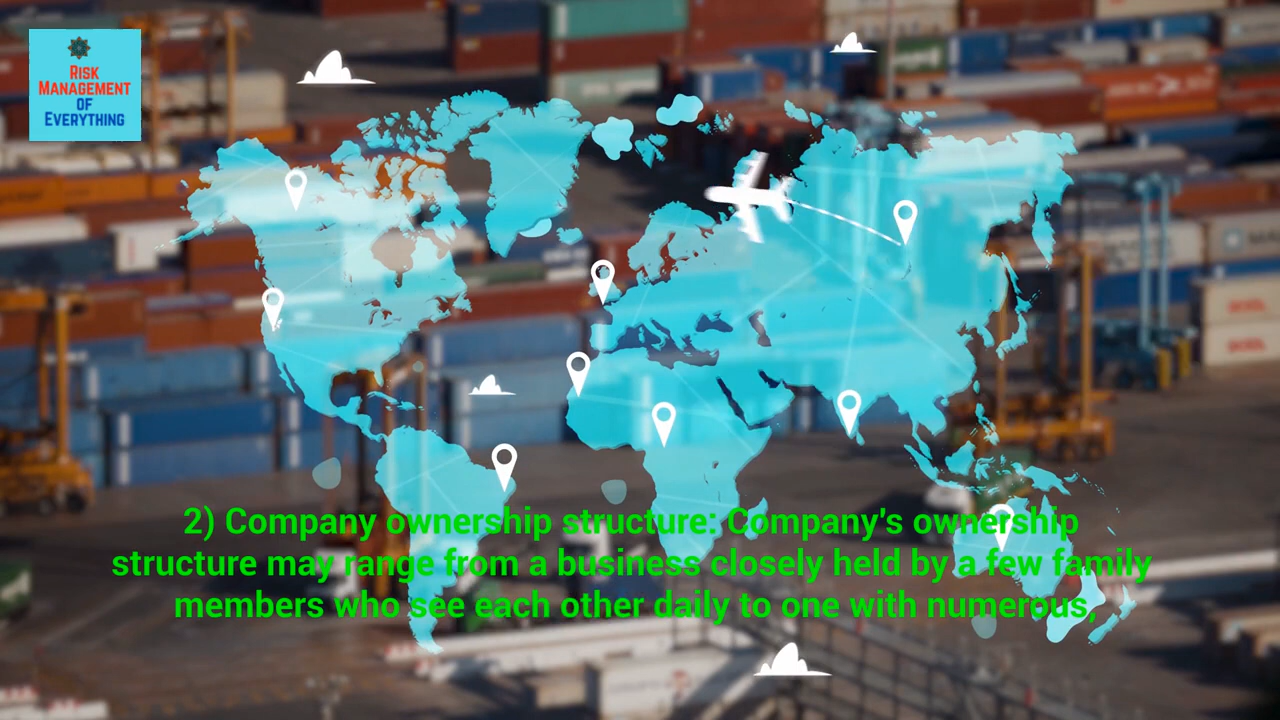 Risk
Management
of
Everything
2) Company ownership structure: Company's ownership
structure may range from a business closely held by a few family
members who see each other daily to one with numerous,